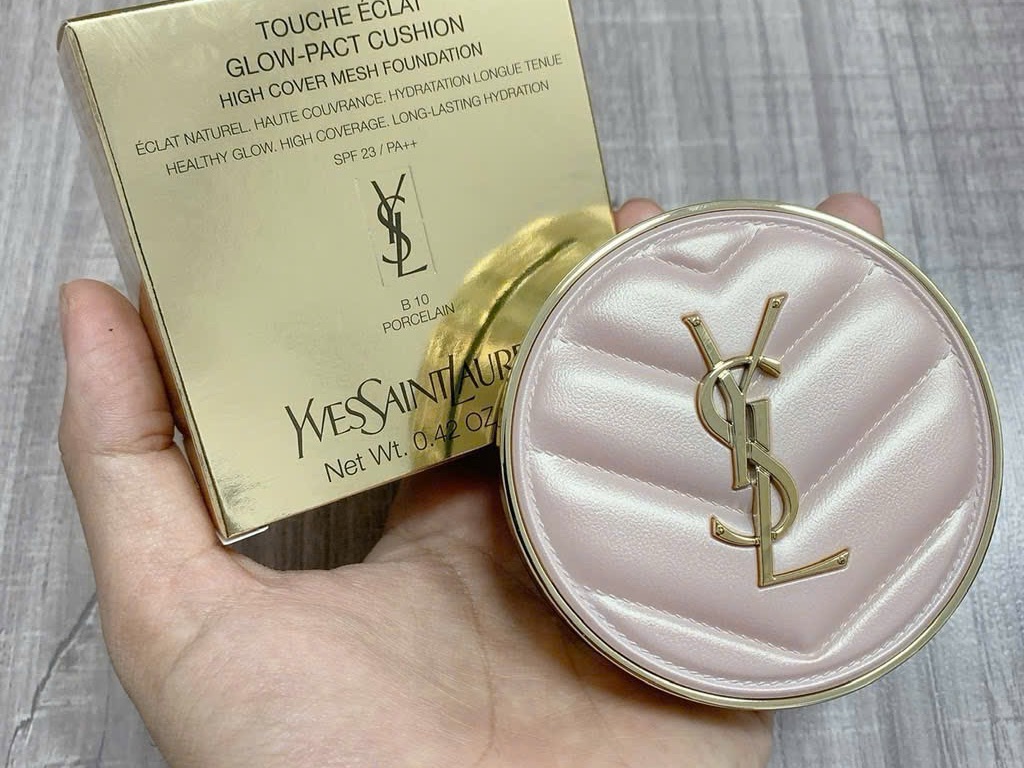 TOUCHE ÉCLAT
GLOW-PACT CUSHION
HIGH COVER MESH FOUNDATION
ÉCLAT NATUREL. HAUTE COUVRANCE. HYDRATATION LONGUE TENUE
HEALTHY GLOW. HIGH COVERAGE. LONG-LASTING HYDRATION
SPF 23 / PA++
YSL
B 10
PORCELAIN
YVESSAINTLAUR
Net Wt. 0.42 OZ.
YSL